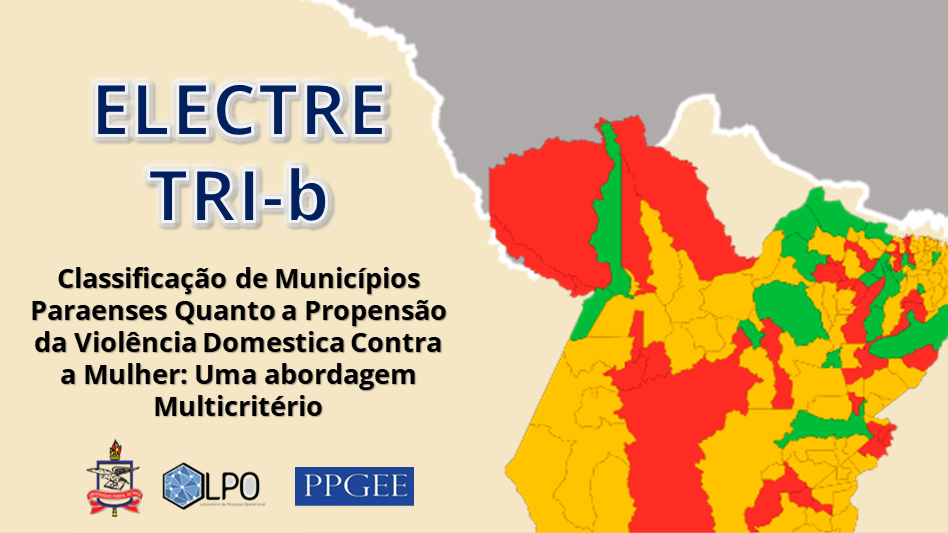 ELECTRE
TRI-b
Classificação de Municípios
Paraenses Quanto a Propensão
da Violência Domestica Contra
a Mulher: Uma abordagem
Multicritério
LPO
Laboratório de Pesquisa Operacional
PPGEE